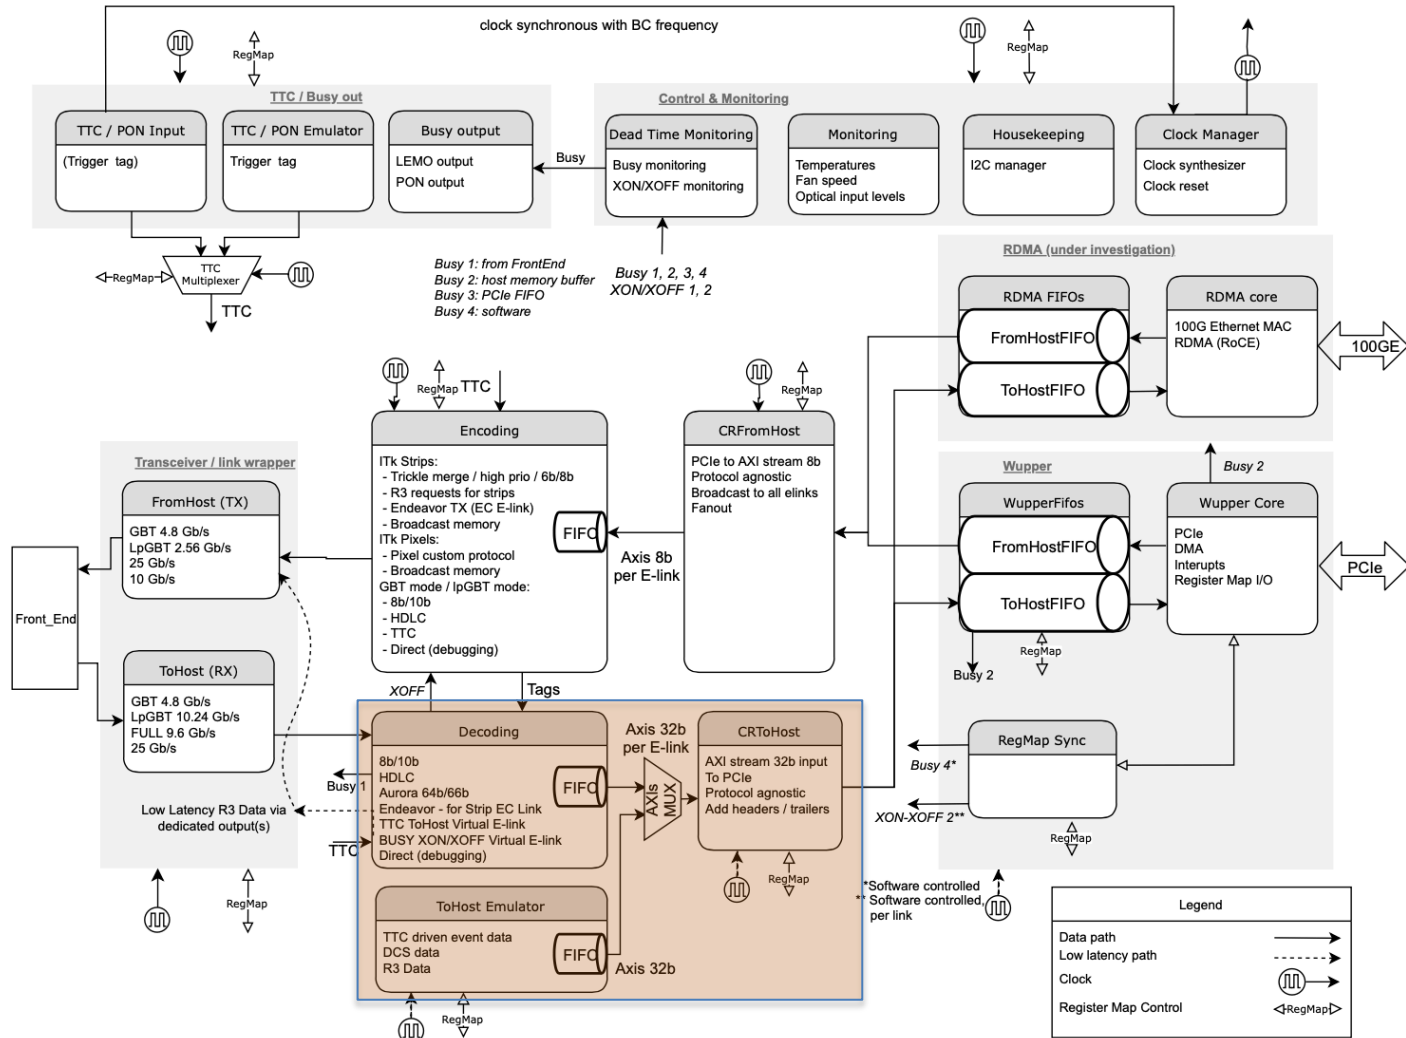 clock synchronous with BC frequency
RegMap
RegMap
TTC / Busy out
TTC / PON Input
(Trigger tag)
TTC / PON Emulator
Trigger tag
Busy output
LEMO output
PON output
Busy
Control & Monitoring
Dead Time Monitoring
Busy monitoring
XON/XOFF monitoring
Monitoring
Temperatures
Fan speed
Optical input levels
Housekeeping
I2C manager
Clock Manager
Clock synthesizer
Clock reset
RegMap
TTC
Multiplexer
TTC
Busy 1: from FrontEnd
Busy 2: host memory buffer
Busy 3: PCIe FIFO
Busy 4: software
Busy 1, 2, 3, 4
XON/XOFF 1, 2
RDMA (under investigation)
RDMA FIFOs
FromHostFIFO
ToHostFIFO
RDMA core
100G Ethernet MAC
RDMA (RoCE)
100GE
RegMap
TTC
RegMap
Encoding
ITk Strips:
- Trickle merge / high prio / 6b/8b
- R3 requests for strips
- Endeavor TX (EC E-link)
- Broadcast memory
ITk Pixels:
- Pixel custom protocol
- Broadcast memory
GBT mode / lpGBT mode:
- 8b/10b
- HDLC
- TTC
- Direct (debugging)
FIFO
Axis 8b
per E-link
CRFromHost
PCIe to AXI stream 8b
Protocol agnostic
Broadcast to all elinks
Fanout
Busy 2
Wupper
WupperFifos
FromHostFIFO
ToHostFIFO
RegMap
Busy 2
Wupper Core
PCIe
DMA
Interupts
Register Map I/O
PCIe
Transceiver / link wrapper
FromHost (TX)
GBT 4.8 Gb/s
LpGBT 2.56 Gb/s
25 Gb/s
10 Gb/s
Front_End
ToHost (RX)
GBT 4.8 Gb/s
LpGBT 10.24 Gb/s
FULL 9.6 Gb/s
25 Gb/s
Low Latency R3 Data via
dedicated output(s)
RegMap
XOFF
Tags
Decoding
8b/10b
HDLC
Aurora 64b/66b
Endeavor - for Strip EC Link
TTC ToHost Virtual E-link
BUSY XON/XOFF Virtual E-link
Direct (debugging)
FIFO
Busy 1
TTC
Axis 32b
per E-link
AXIs
MUX
CRToHost
AXI stream 32b input
To PCIe
Protocol agnostic
Add headers / trailers
RegMap
ToHost Emulator
TTC driven event data
DCS data
R3 Data
FIFO
Axis 32b
RegMap
RegMap Sync
Busy 4*
XON-XOFF 2**
RegMap
*Software controlled
** Software controlled,
per link
Legend
Data path
Low latency path
Clock
Register Map Control
RegMap